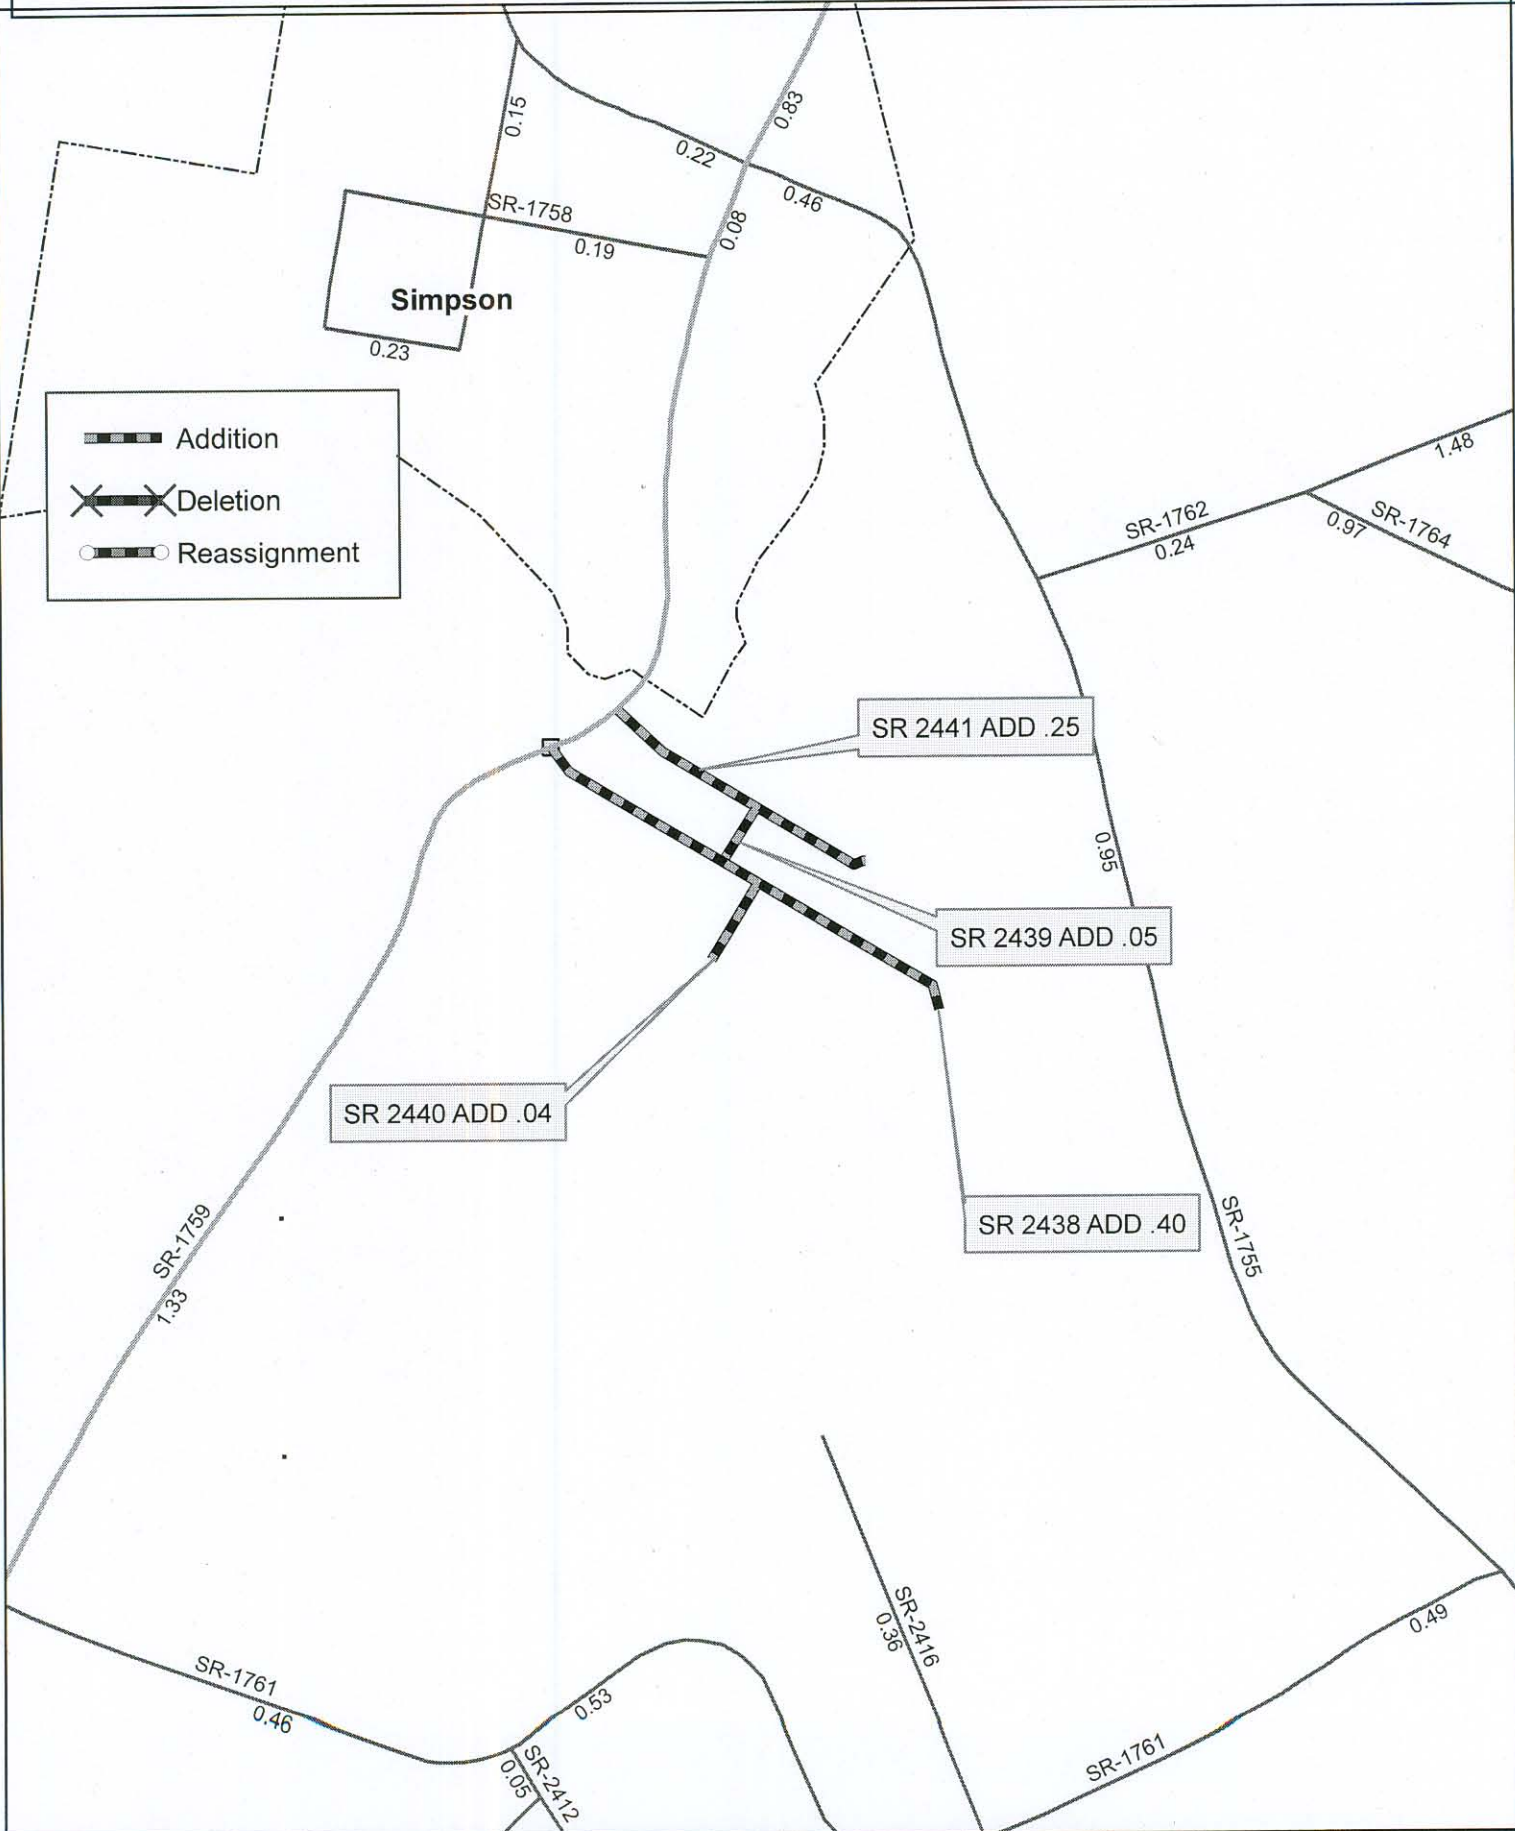 0.83
0.15
0.22
0.46
SR-1758
0.08
0.19
Simpson
0.23
Addition
Deletion
Reassignment
1.48
SR-1762
0.24
SR-1764
0.97
SR 2441 ADD .25
0.95
SR 2439 ADD .05
SR 2440 ADD .04
SR 2438 ADD .40
SR-1759
1.33
SR-1755
SR-2416
0.36
0.49
SR-1761
0.46
0.53
SR-1761
SR-2412
0.05